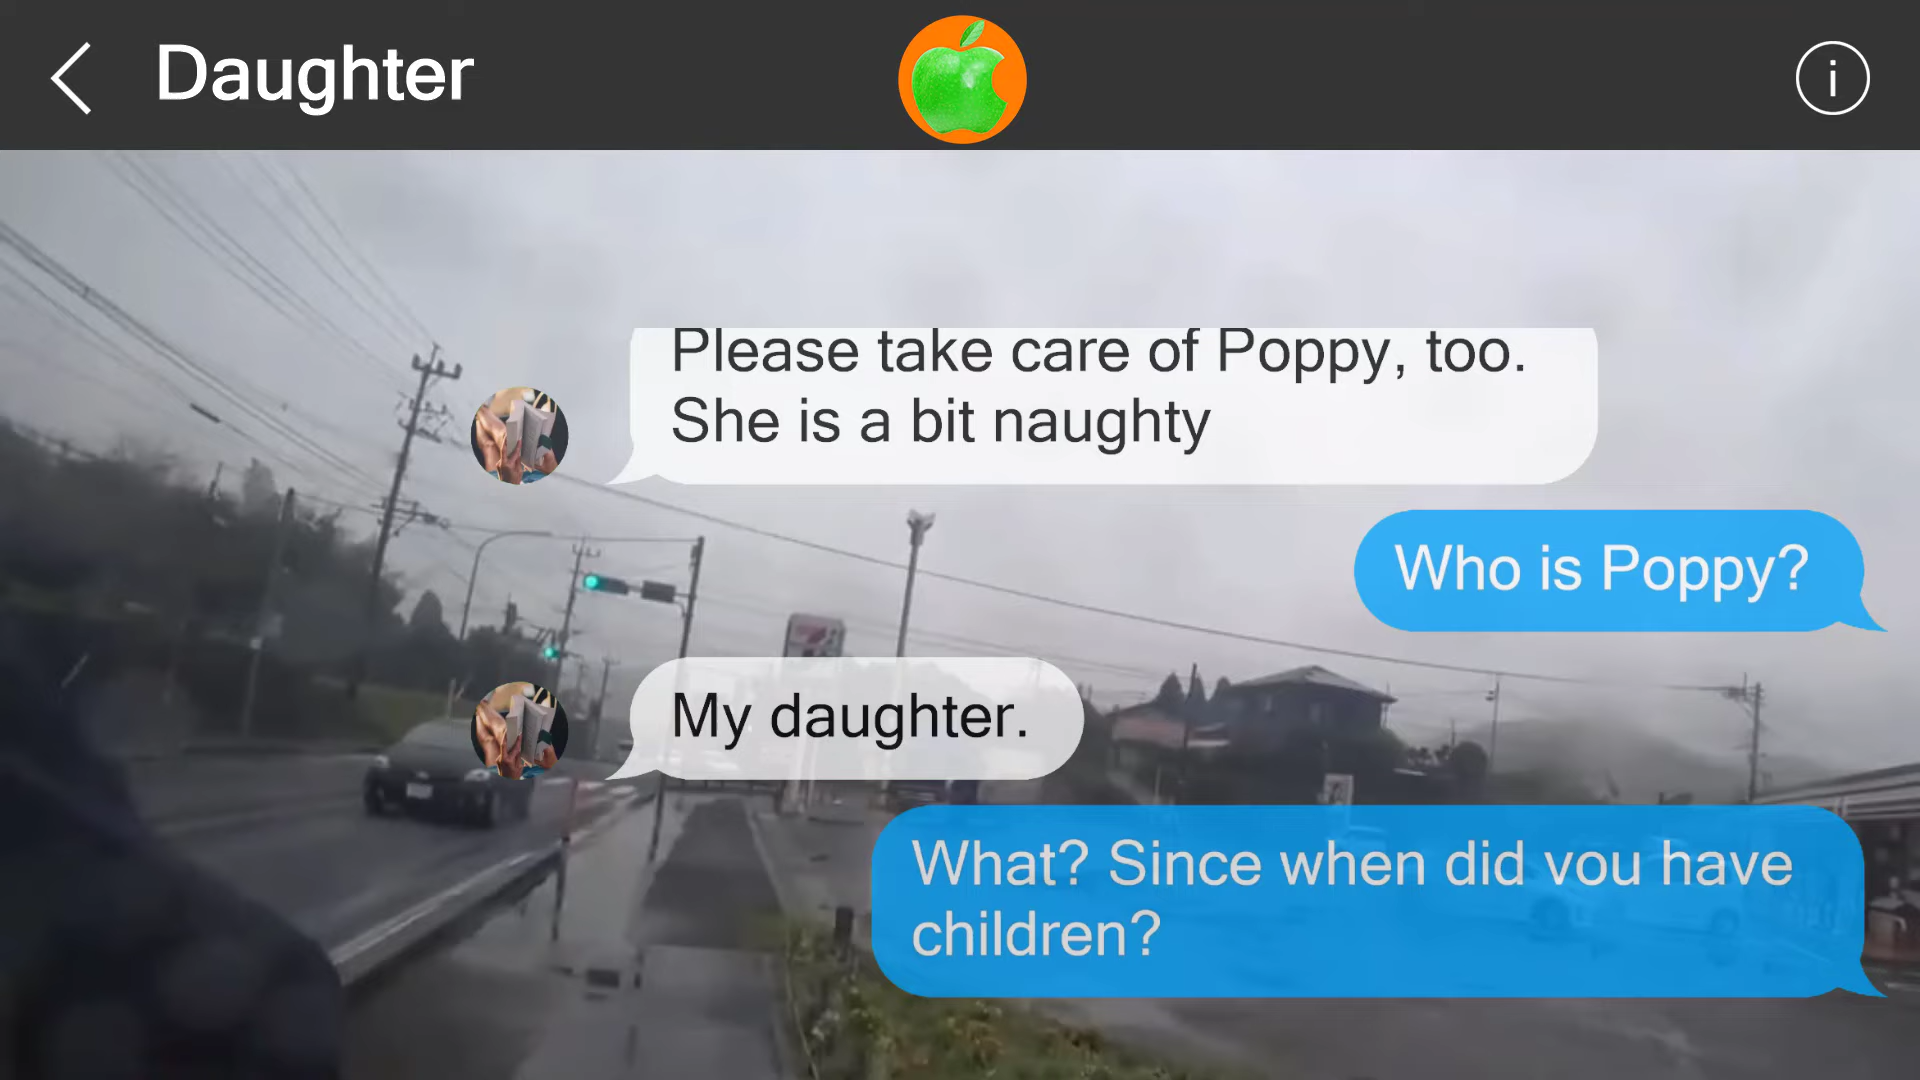 Daughter
Please take care of Poppy, too.
She is a bit naughty
Who is Poppy?
My daughter.
What? Since when did you have
children?